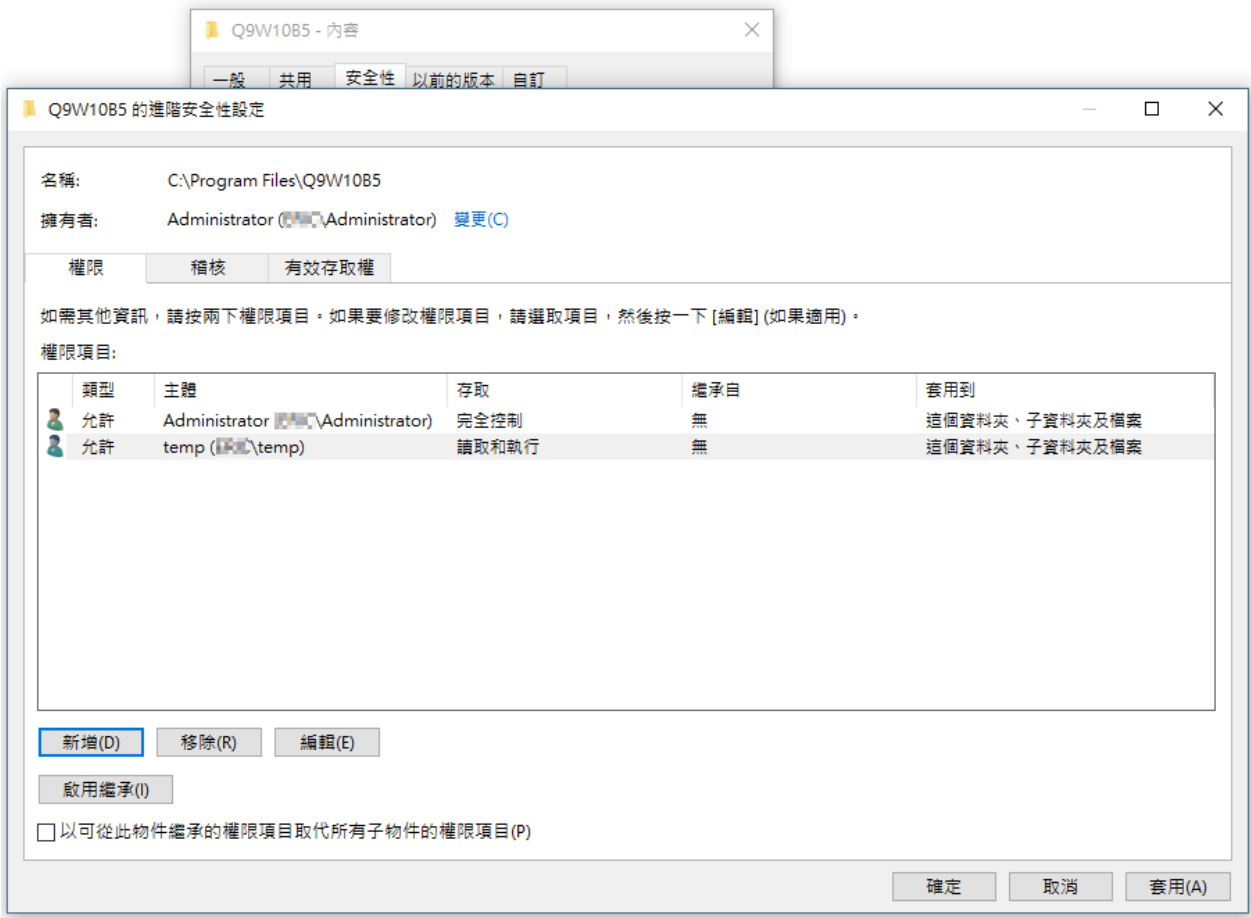 Q9W10B5 - 內容
一般 共用 安全性 以前的版本 自訂
Q9W10B5 的進階安全性設定
名稱: C:\Program Files\Q9W10B5
擁有者: Administrator (\Administrator) 變更(C)
權限 稽核 有效存取權
如需其他資訊，請按兩下權限項目。如果要修改權限項目，請選取項目，然後按一下 [編輯] (如果適用)。
權限項目:
類型 主體 存取 繼承自 套用到
允許 Administrator (\Administrator) 完全控制 無 這個資料夾、子資料夾及檔案
允許 temp (\temp) 讀取和執行 無 這個資料夾、子資料夾及檔案
新增(D) 移除(R) 編輯(E)
啟用繼承(I)
以可從此物件繼承的權限項目取代所有子物件的權限項目(P)
確定 取消 套用(A)